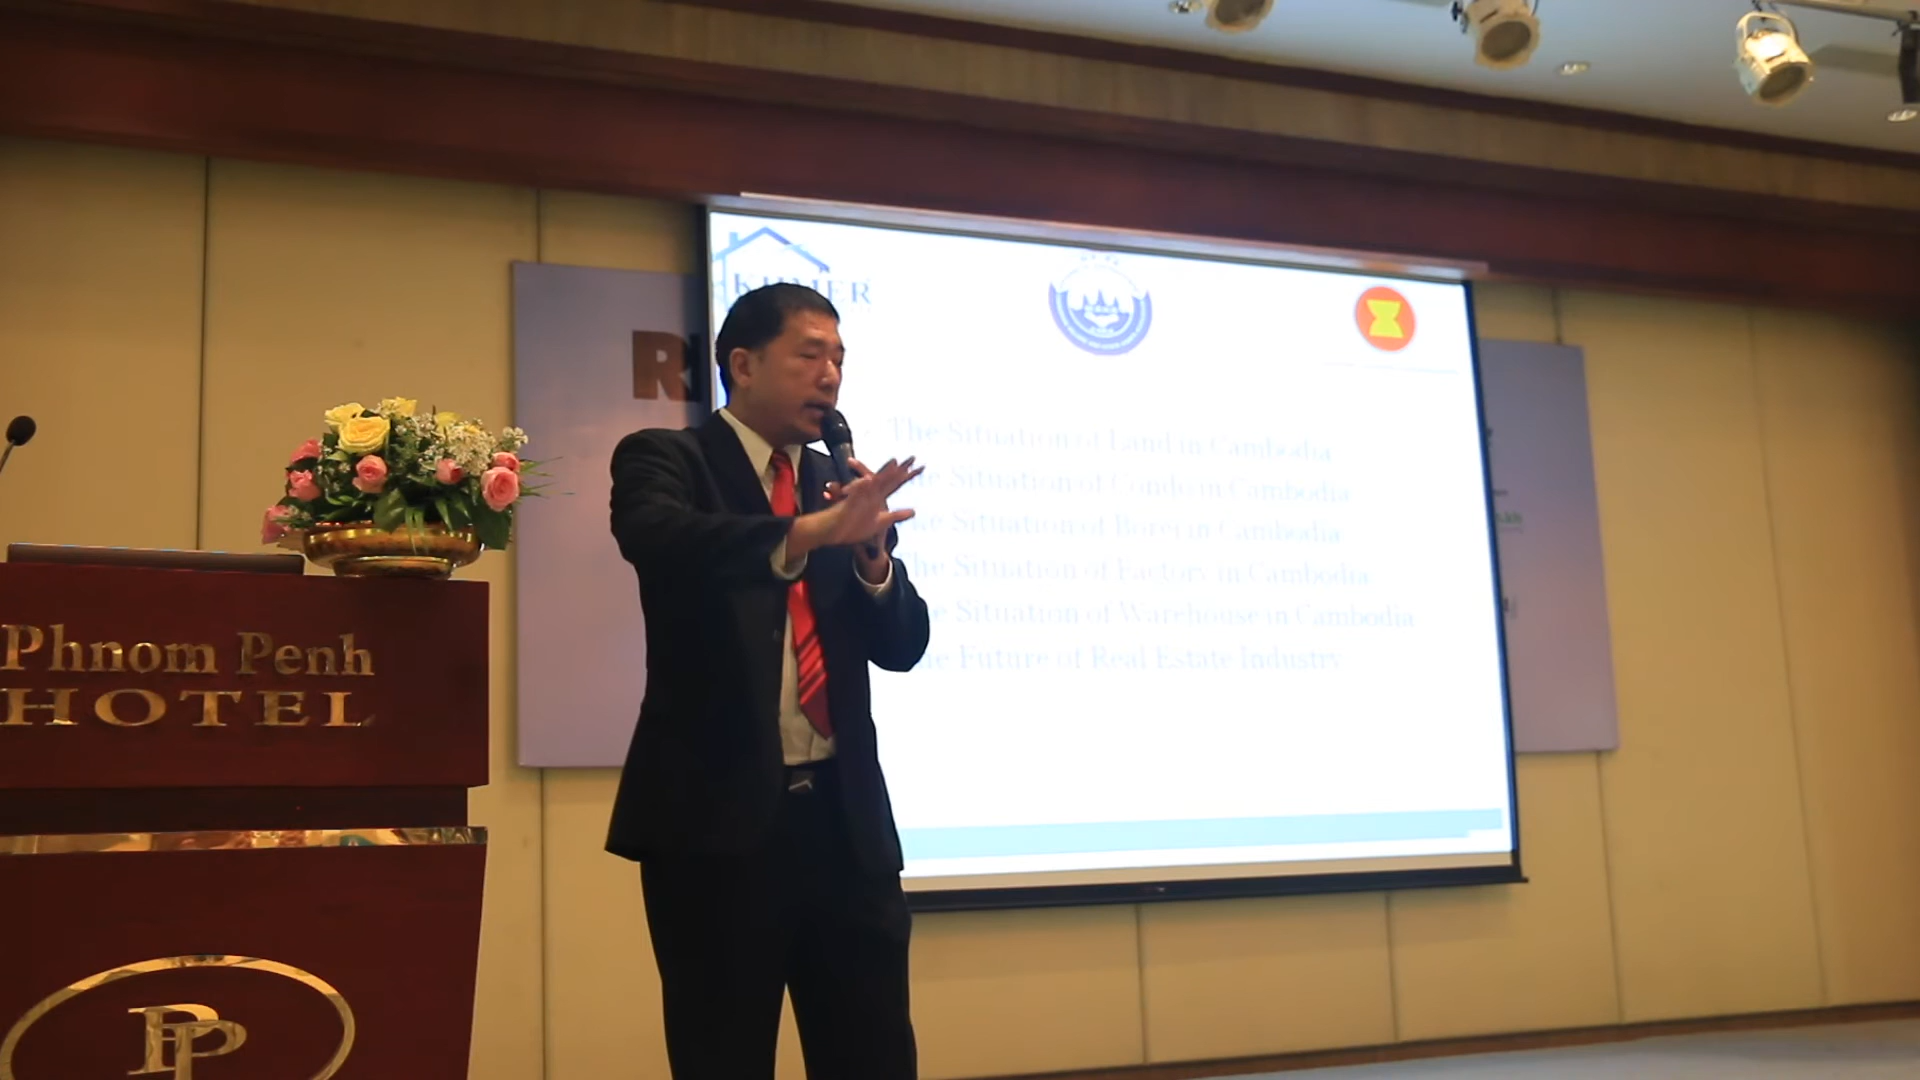 KHMER
R
The Situation of Land in Cambodia
The Situation of Condo in Cambodia
The Situation of Borei in Cambodia
The Situation of Factory in Cambodia
The Situation of Warehouse in Cambodia
The Future of Real Estate Industry
Phnom Penh
HOTEL
PP